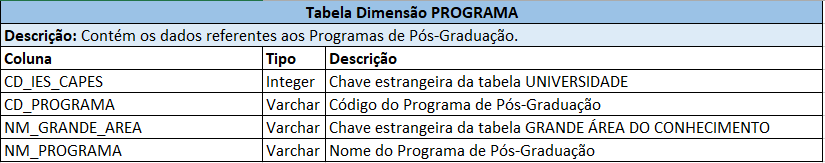 Tabela Dimensão PROGRAMA
Descrição: Contém os dados referentes aos Programas de Pós-Graduação.
Coluna Tipo Descrição
CD_IES_CAPES Integer Chave estrangeira da tabela UNIVERSIDADE
CD_PROGRAMA Varchar Código do Programa de Pós-Graduação
NM_GRANDE_AREA Varchar Chave estrangeira da tabela GRANDE ÁREA DO CONHECIMENTO
NM_PROGRAMA Varchar Nome do Programa de Pós-Graduação